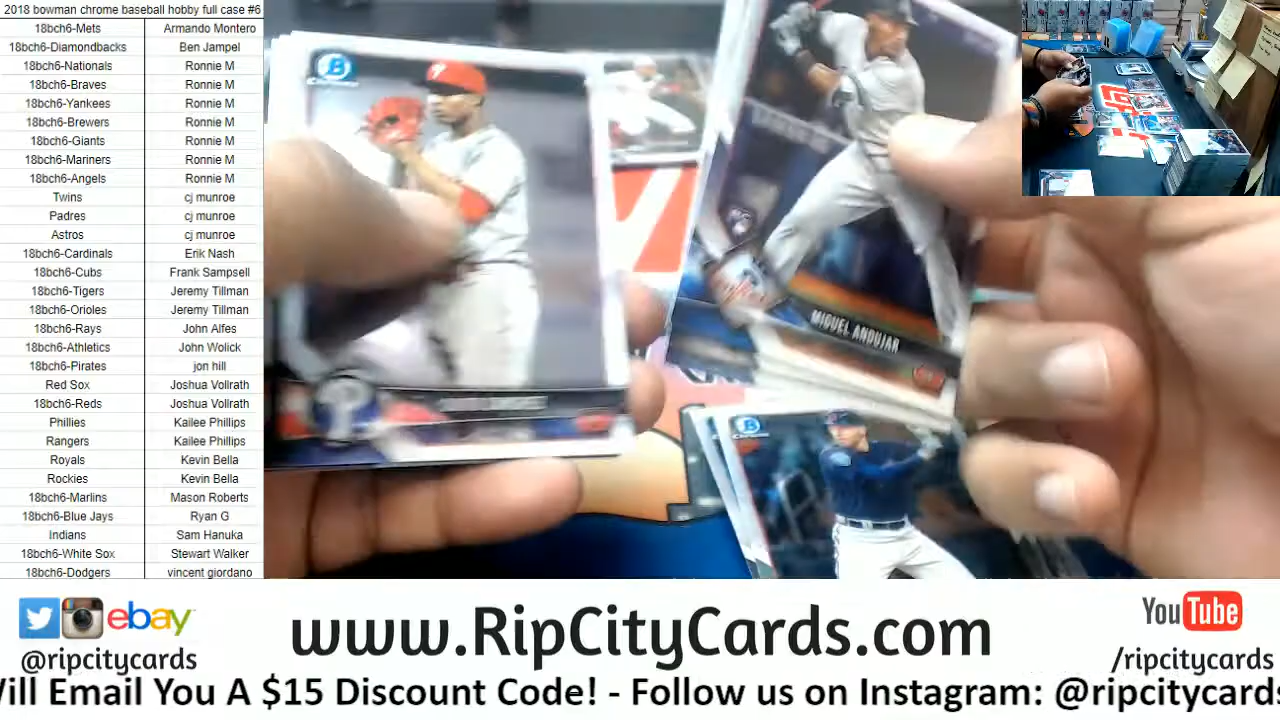 2018 bowman chrome baseball hobby full case #6
18bch6-Mets Armando Montero
18bch6-Diamondbacks Ben Jampel
18bch6-Nationals Ronnie M
18bch6-Braves Ronnie M
18bch6-Yankees Ronnie M
18bch6-Brewers Ronnie M
18bch6-Giants Ronnie M
18bch6-Mariners Ronnie M
18bch6-Angels Ronnie M
Twins cj munroe
Padres cj munroe
Astros cj munroe
18bch6-Cardinals Erik Nash
18bch6-Cubs Frank Sampsell
18bch6-Tigers Jeremy Tillman
18bch6-Orioles Jeremy Tillman
18bch6-Rays John Alfes
18bch6-Athletics John Wolick
18bch6-Pirates jon hill
Red Sox Joshua Vollrath
18bch6-Reds Joshua Vollrath
Phillies Kailee Phillips
Rangers Kailee Phillips
Royals Kevin Bella
Rockies Kevin Bella
18bch6-Marlins Mason Roberts
18bch6-Blue Jays Ryan G
Indians Sam Hanuka
18bch6-White Sox Stewart Walker
18bch6-Dodgers vincent giordano
B
Chrome
MIGUEL ANDUJAR
B
Chrome
ebay
@ripcitycards
www.RipCityCards.com
YouTube
/ripcitycards
Will Email You A $15 Discount Code! - Follow us on Instagram: @ripcitycards